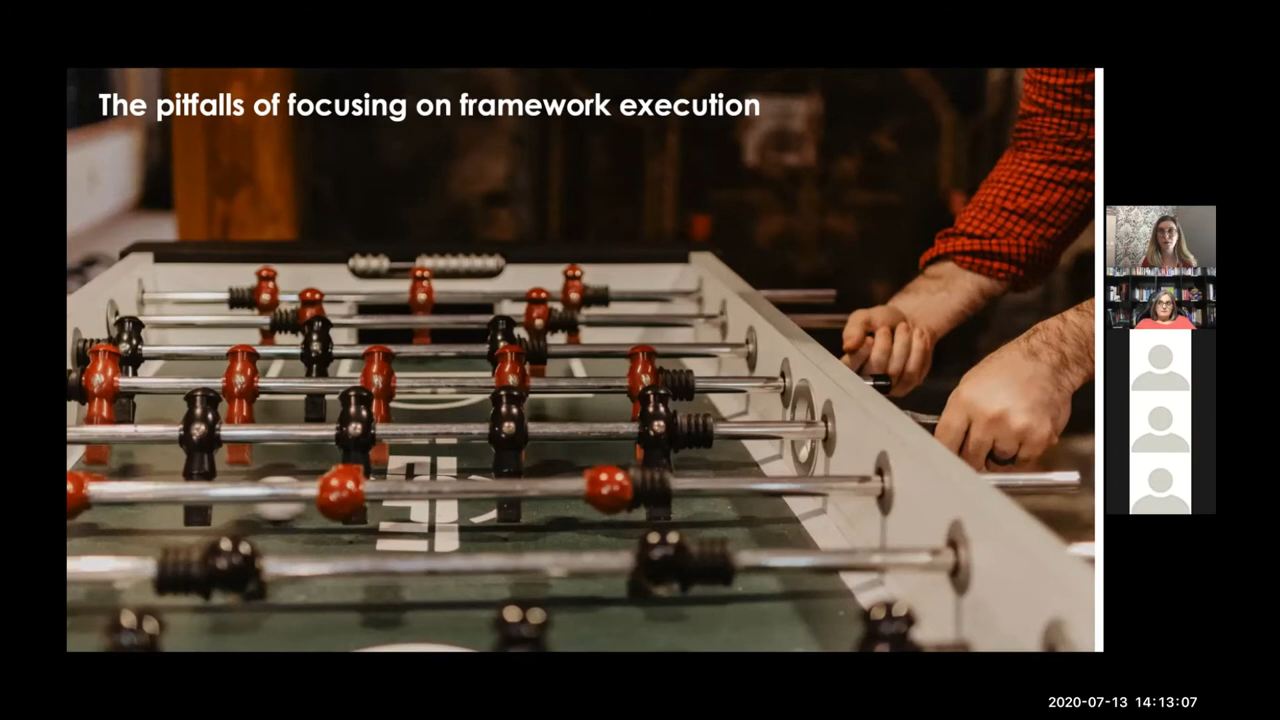 The pitfalls of focusing on framework execution
2020-07-13 14:13:07